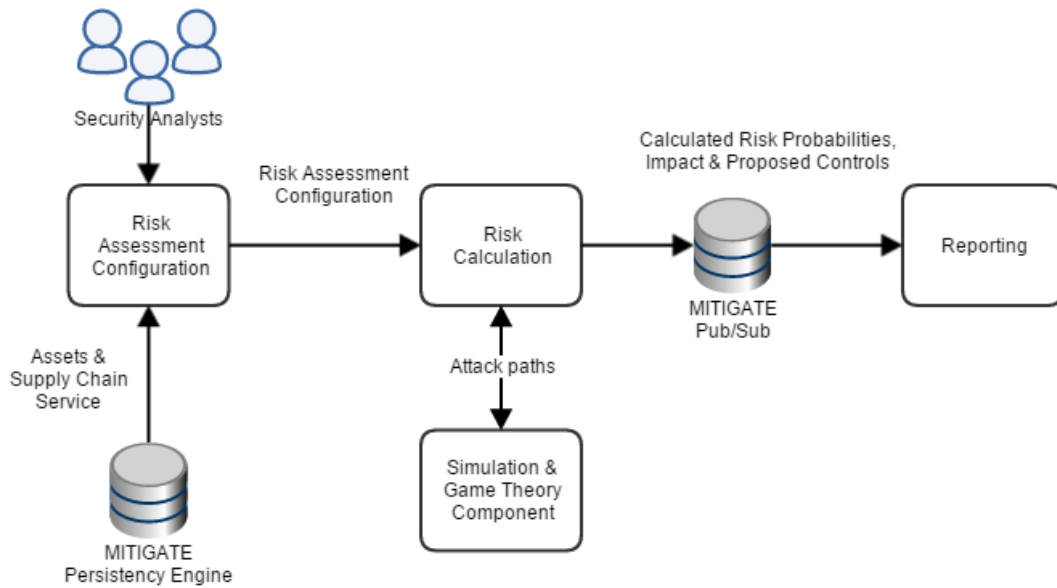 Security Analysts
Risk
Assessment
Configuration
Risk Assessment
Configuration
Risk
Calculation
Calculated Risk Probabilities,
Impact & Proposed Controls
MITIGATE
Pub/Sub
Reporting
Assets &
Supply Chain
Service
MITIGATE
Persistency Engine
Attack paths
Simulation &
Game Theory
Component